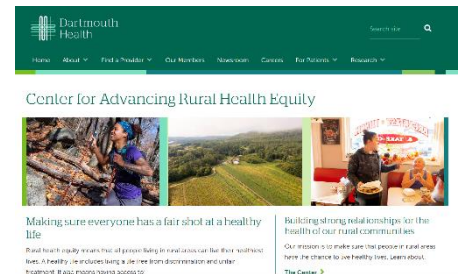 Dartmouth
Health
Search site
Home About Find a Provider Our Members Newsroom Careers For Patients Research
Center for Advancing Rural Health Equity
Making sure everyone has a fair shot at a healthy
life
Rural health equity means that all people living in rural areas can live their healthiest
lives. A healthy life includes living a life free from discrimination and unfair
treatment. It also means having access to:
Building strong relationships for the
health of our rural communities
Our mission is to make sure that people in rural areas
have the chance to live healthy lives. Learn about
The Center